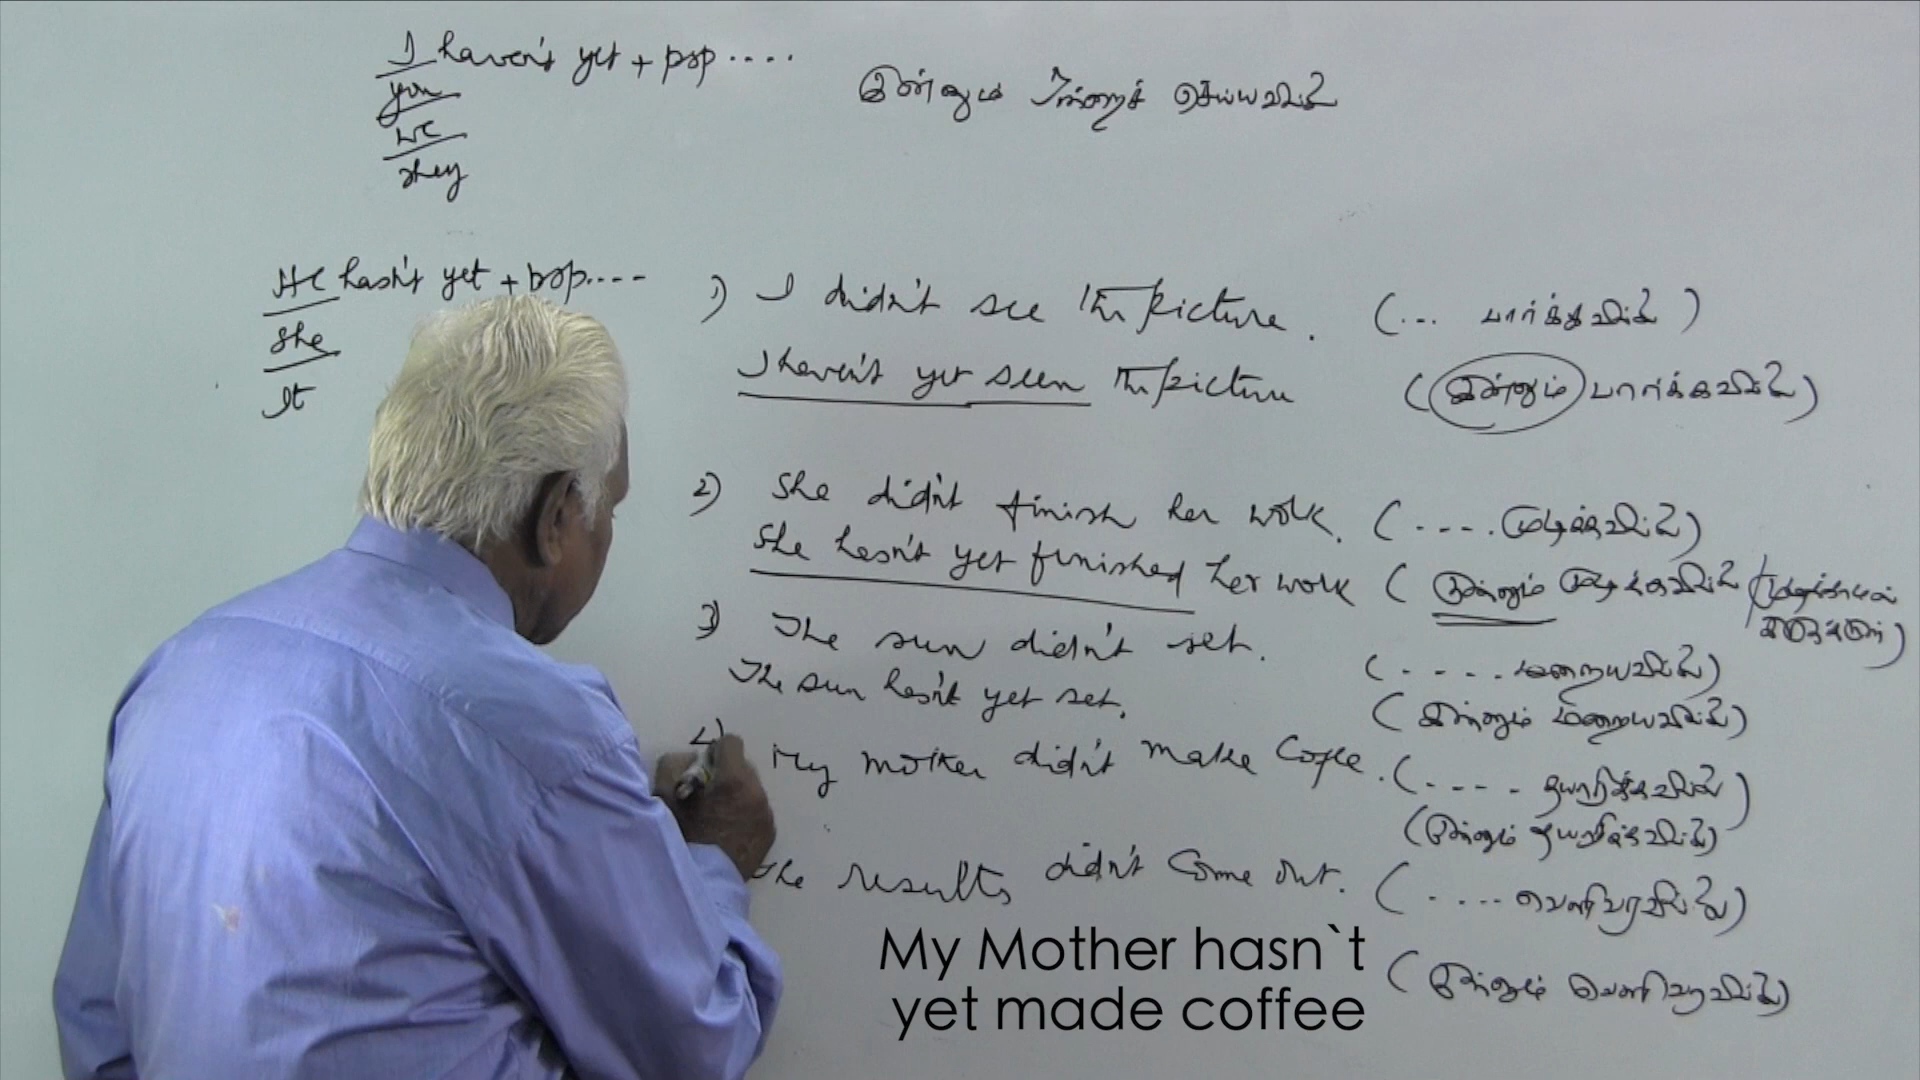 I haven't yet + psp ....
you
we
they
இன்னும் செய்யவில்லை
He hasn't yet + psp....
She
It
1) I didn't see the picture. (... பார்க்கவில்லை)
I haven't yet seen the picture (இன்னும் பார்க்கவில்லை)
2) She didn't finish her work. (.... முடிக்கவில்லை)
She hasn't yet finished her work (இன்னும் முடிக்கவில்லை /
3) The sun didn't set. (..... மறையவில்லை)
The sun hasn't yet set. (இன்னும் மறையவில்லை)
4) My mother didn't make coffee. (.... தயாரிக்கவில்லை)
(இன்னும் தயாரிக்கவில்லை)
the results didn't come out. (.... வெளிவரவில்லை)
(இன்னும் வெளிவரவில்லை)
My Mother hasn`t
yet made coffee